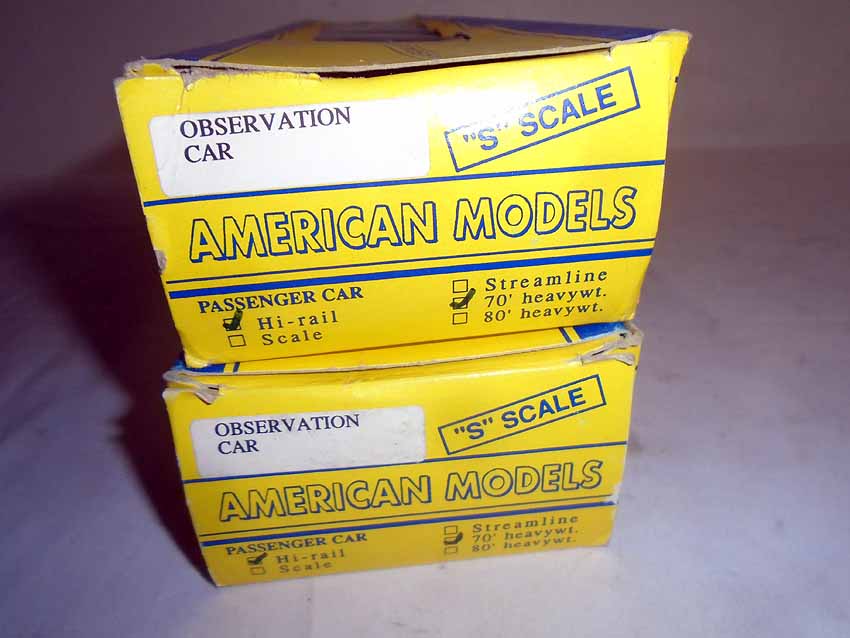 OBSERVATION
CAR
"S" SCALE
AMERICAN MODELS
PASSENGER CAR
Hi-rail
Scale
Streamline
70' heavywt.
80' heavywt.
OBSERVATION
CAR
"S" SCALE
AMERICAN MODELS
PASSENGER CAR
Hi-rail
Scale
Streamline
70' heavywt.
80' heavywt.